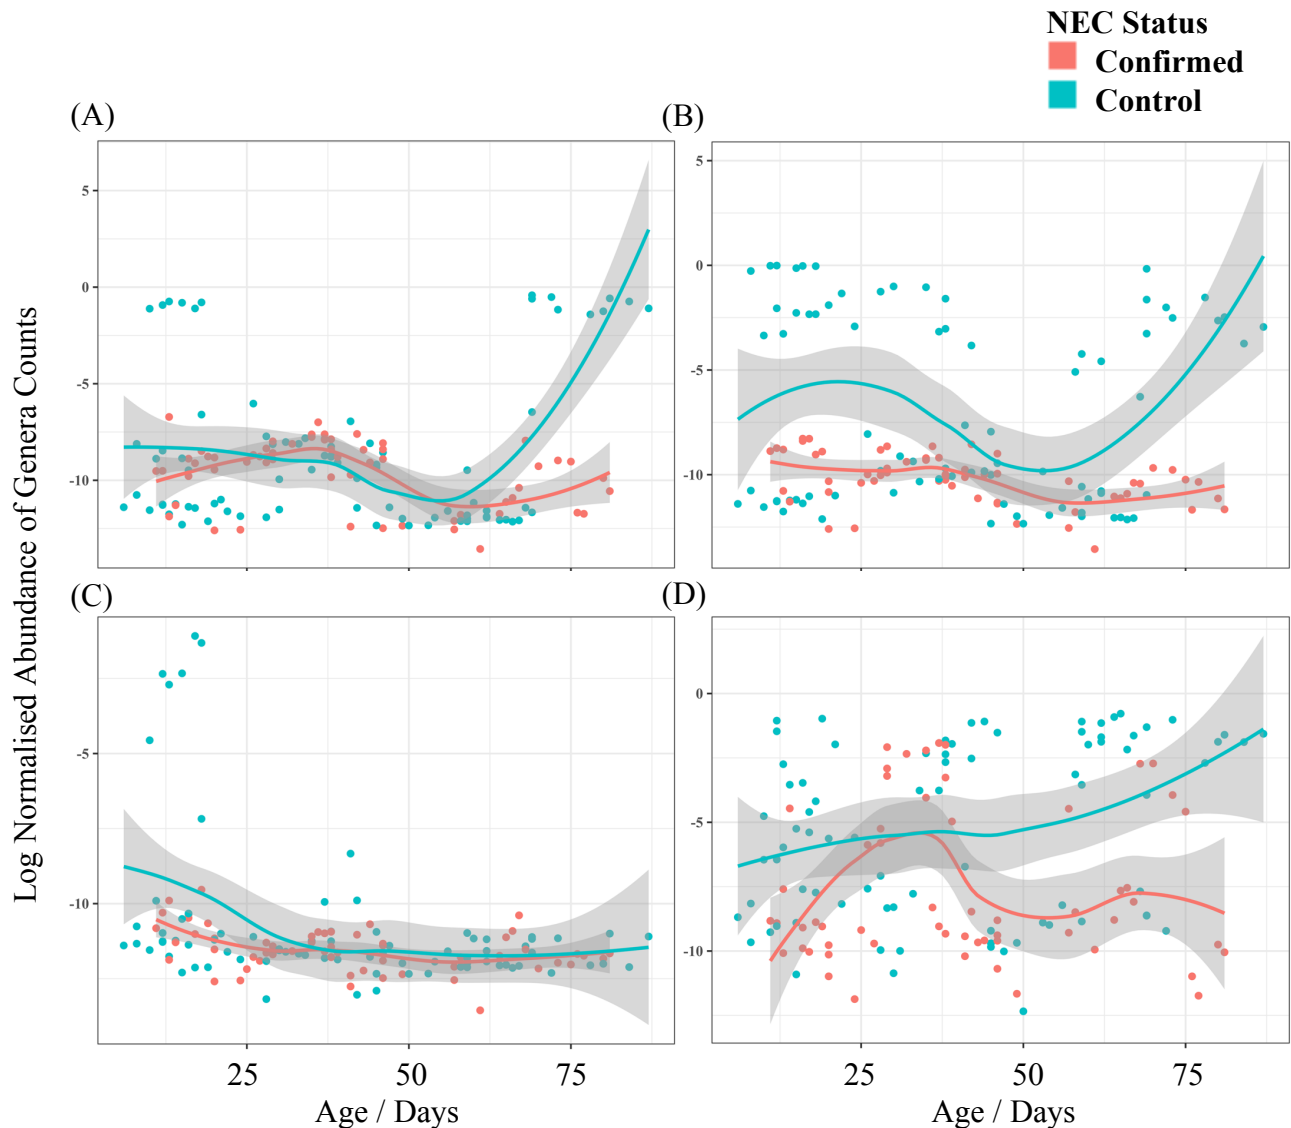 NEC Status
Confirmed
Control
(A)
(B)
5
0
-5
-10
5
0
-5
-10
Log Normalised Abundance of Genera Counts
(C)
(D)
-5
-10
0
-5
-10
25
50
75
25
50
75
Age / Days
Age / Days